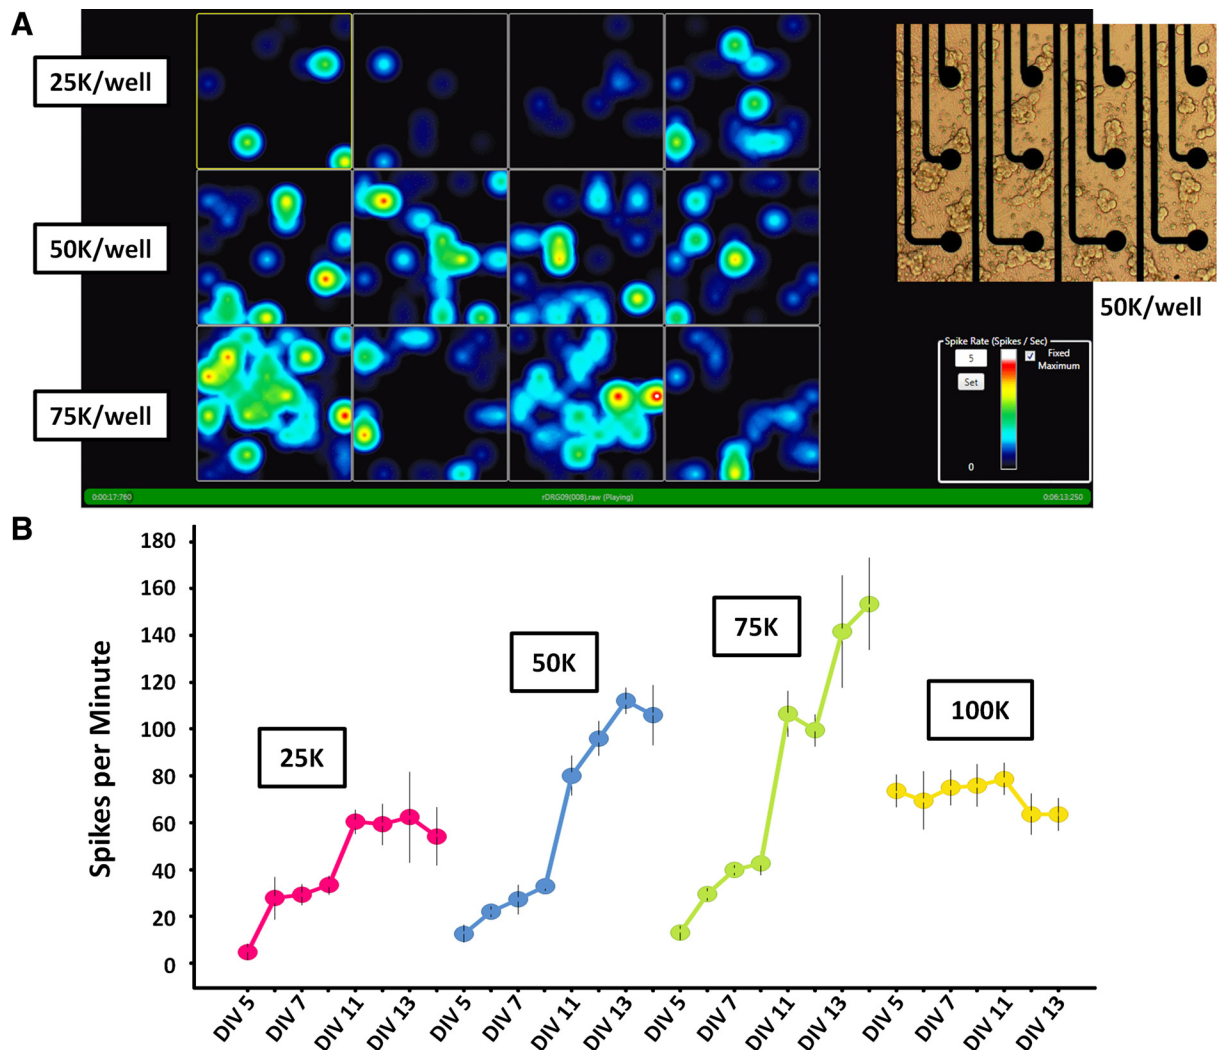 A
25K/well
50K/well
75K/well
50K/well
Spike Rate (Spikes / Sec)
5
Fixed
Maximum
Set
0
0:00:17:760
rDRG09(008).raw (Playing)
0:06:13:250
B
Spikes per Minute
180
160
140
120
100
80
60
40
20
0
25K
50K
75K
100K
DIV 5
DIV 7
DIV 11
DIV 13
DIV 5
DIV 7
DIV 11
DIV 13
DIV 5
DIV 7
DIV 11
DIV 13
DIV 5
DIV 7
DIV 11
DIV 13